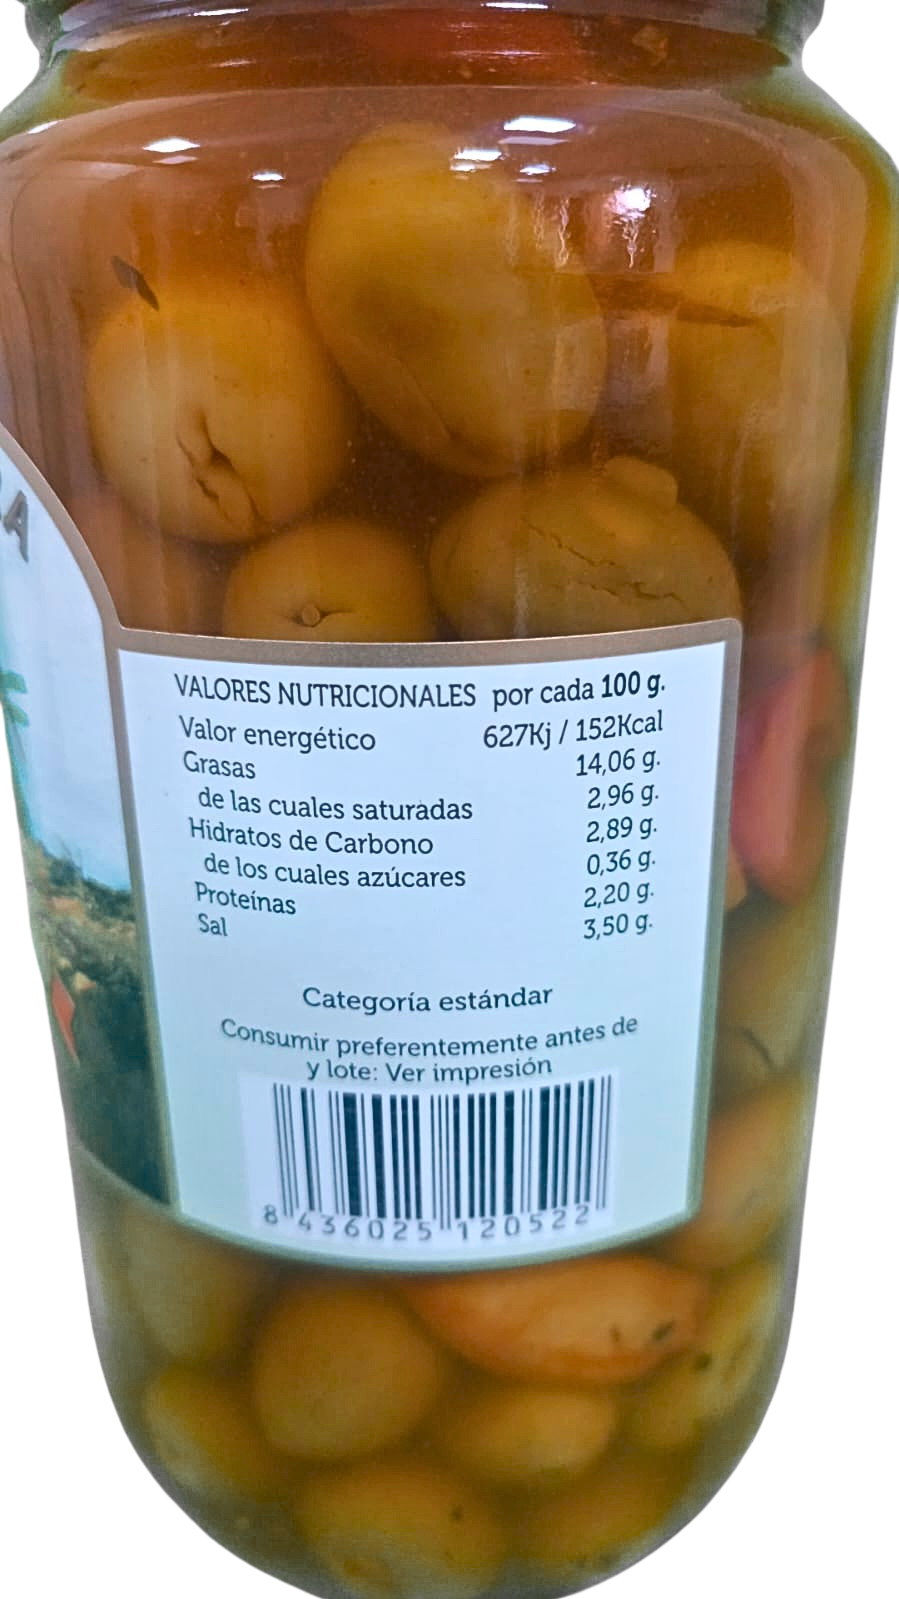 VALORES NUTRICIONALES por cada 100 g.
Valor energético 627Kj / 152Kcal
Grasas 14,06 g.
de las cuales saturadas 2,96 g.
Hidratos de Carbono 2,89 g.
de los cuales azúcares 0,36 g.
Proteínas 2,20 g.
Sal 3,50 g.
Categoría estándar
Consumir preferentemente antes de
y lote: Ver impresión
8 436025 120522